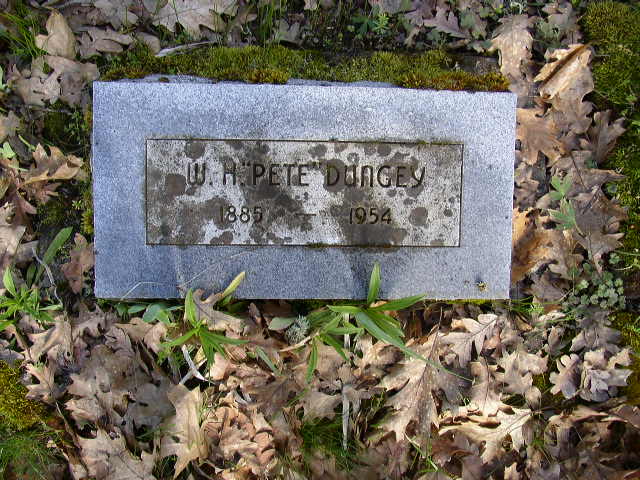 W. H. "PETE" DUNGEY
1885 — 1954